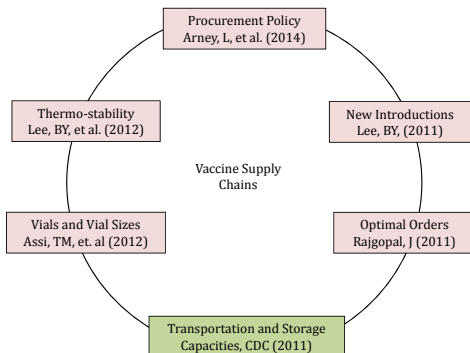 Procurement Policy
Arney, L, et al. (2014)
Thermo-stability
Lee, BY, et al. (2012)
New Introductions
Lee, BY, (2011)
Vaccine Supply
Chains
Vials and Vial Sizes
Assi, TM, et. al (2012)
Optimal Orders
Rajgopal, J (2011)
Transportation and Storage
Capacities, CDC (2011)